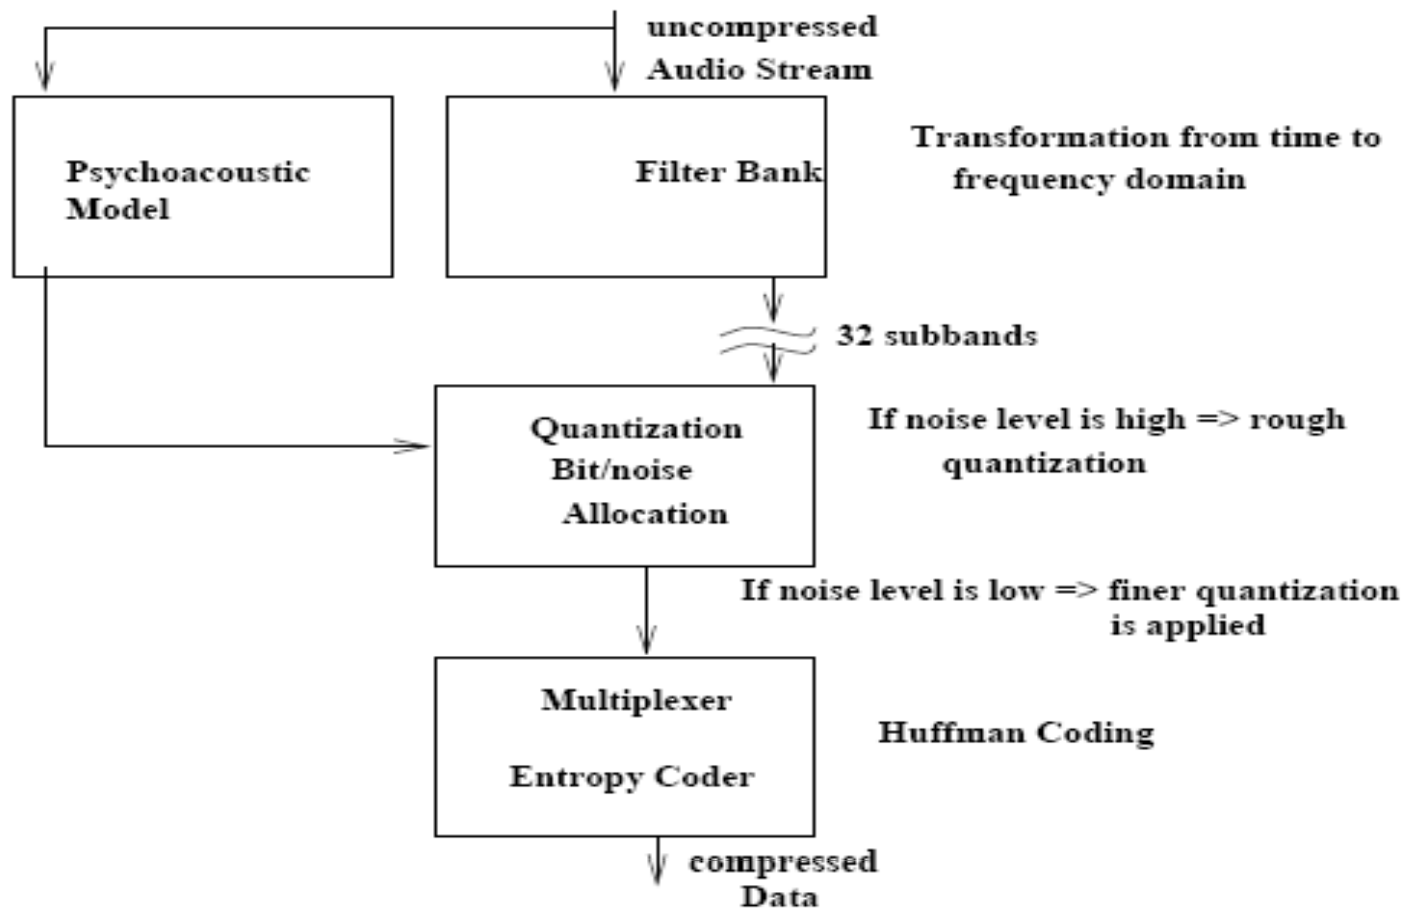 uncompressed
Audio Stream
Psychoacoustic
Model
Filter Bank
Transformation from time to
frequency domain
32 subbands
Quantization
Bit/noise
Allocation
If noise level is high => rough
quantization
If noise level is low => finer quantization
is applied
Multiplexer
Entropy Coder
Huffman Coding
compressed
Data